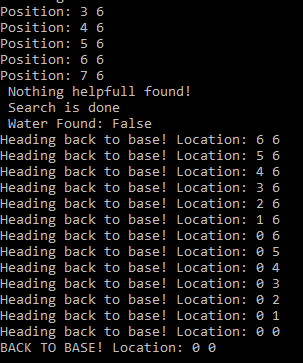 Position: 3 6
Position: 4 6
Position: 5 6
Position: 6 6
Position: 7 6
Nothing helpfull found!
Search is done
Water Found: False
Heading back to base! Location: 6 6
Heading back to base! Location: 5 6
Heading back to base! Location: 4 6
Heading back to base! Location: 3 6
Heading back to base! Location: 2 6
Heading back to base! Location: 1 6
Heading back to base! Location: 0 6
Heading back to base! Location: 0 5
Heading back to base! Location: 0 4
Heading back to base! Location: 0 3
Heading back to base! Location: 0 2
Heading back to base! Location: 0 1
Heading back to base! Location: 0 0
BACK TO BASE! Location: 0 0